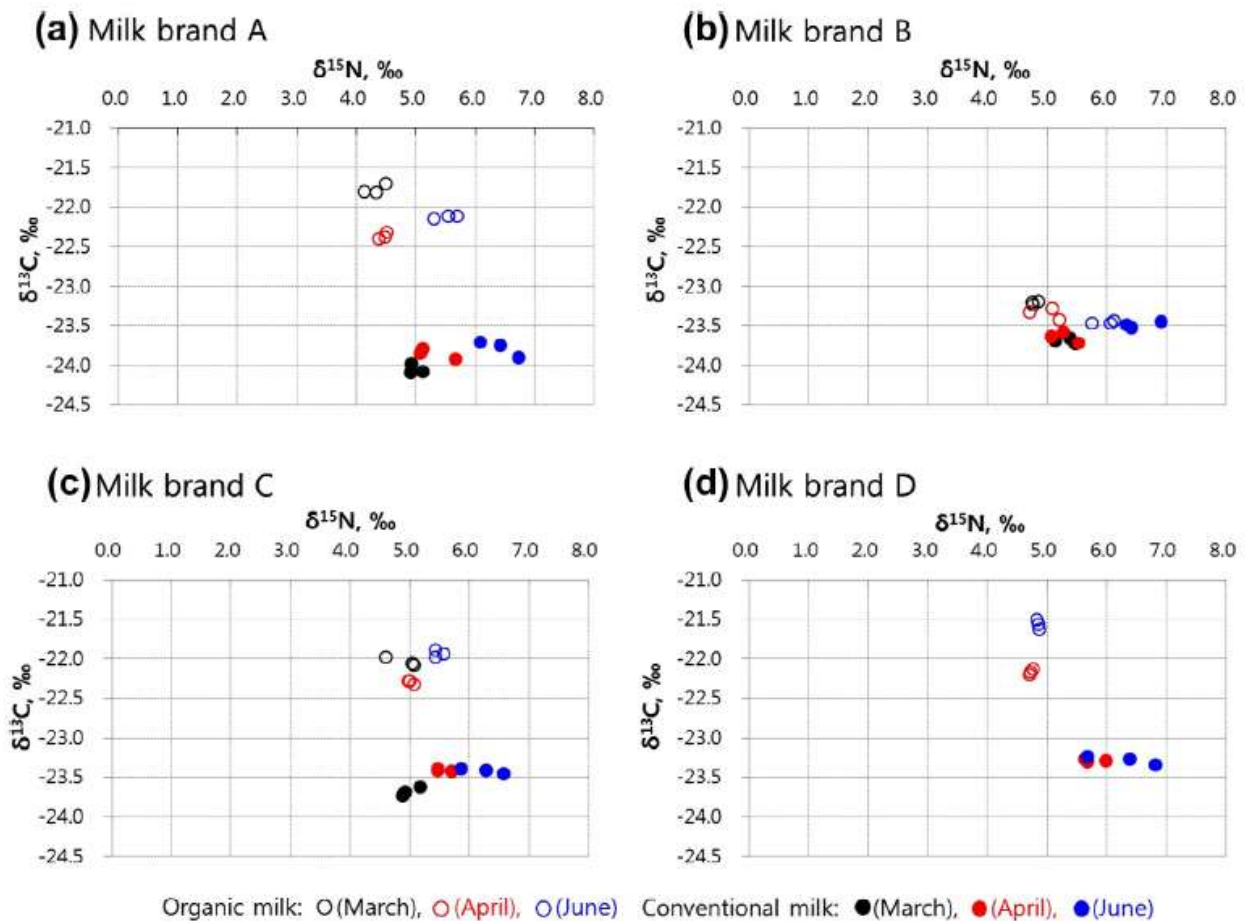 (a) Milk brand A
δ¹⁵N, ‰
0.0 1.0 2.0 3.0 4.0 5.0 6.0 7.0 8.0
-21.0
-21.5
-22.0
-22.5
-23.0
-23.5
-24.0
-24.5
δ¹³C, ‰
(b) Milk brand B
δ¹⁵N, ‰
0.0 1.0 2.0 3.0 4.0 5.0 6.0 7.0 8.0
-21.0
-21.5
-22.0
-22.5
-23.0
-23.5
-24.0
-24.5
δ¹³C, ‰
(c) Milk brand C
δ¹⁵N, ‰
0.0 1.0 2.0 3.0 4.0 5.0 6.0 7.0 8.0
-21.0
-21.5
-22.0
-22.5
-23.0
-23.5
-24.0
-24.5
δ¹³C, ‰
(d) Milk brand D
δ¹⁵N, ‰
0.0 1.0 2.0 3.0 4.0 5.0 6.0 7.0 8.0
-21.0
-21.5
-22.0
-22.5
-23.0
-23.5
-24.0
-24.5
δ¹³C, ‰
Organic milk: (March), (April), (June) Conventional milk: (March), (April), (June)